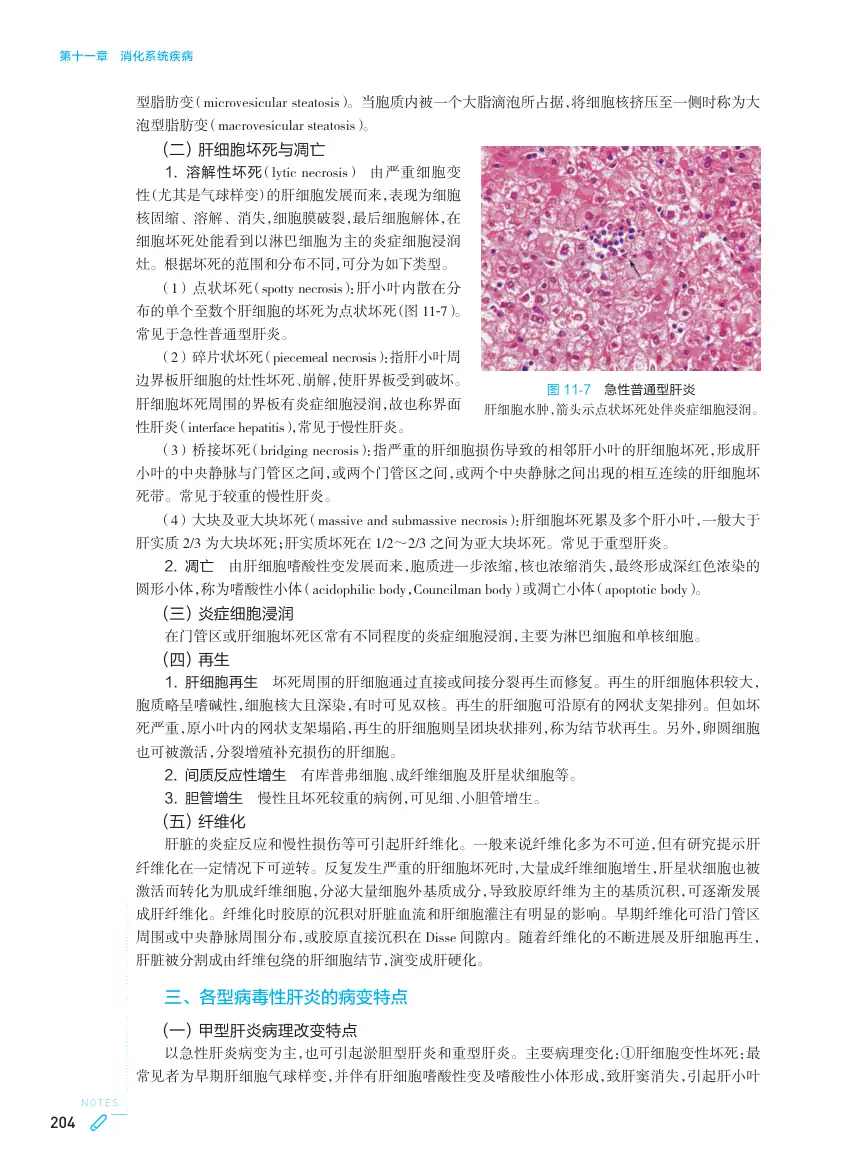 第十一章 消化系统疾病
型脂肪变（microvesicular steatosis）。当胞质内被一个大脂滴泡所占据，将细胞核挤压至一侧时称为大
泡型脂肪变（macrovesicular steatosis）。
（二）肝细胞坏死与凋亡
1. 溶解性坏死（lytic necrosis） 由严重细胞变
性（尤其是气球样变）的肝细胞发展而来，表现为细胞
核固缩、溶解、消失，细胞膜破裂，最后细胞解体，在
细胞坏死处能看到以淋巴细胞为主的炎症细胞浸润
灶。根据坏死的范围和分布不同，可分为如下类型。
（1）点状坏死（spotty necrosis）：肝小叶内散在分
布的单个至数个肝细胞的坏死为点状坏死（图 11-7）。
常见于急性普通型肝炎。
（2）碎片状坏死（piecemeal necrosis）：指肝小叶周
边界板肝细胞的灶性坏死、崩解，使肝界板受到破坏。
肝细胞坏死周围的界板有炎症细胞浸润，故也称界面
性肝炎（interface hepatitis），常见于慢性肝炎。
图 11-7 急性普通型肝炎
肝细胞水肿，箭头示点状坏死处伴炎症细胞浸润。
（3）桥接坏死（bridging necrosis）：指严重的肝细胞损伤导致的相邻肝小叶的肝细胞坏死，形成肝
小叶的中央静脉与门管区之间，或两个门管区之间，或两个中央静脉之间出现的相互连续的肝细胞坏
死带。常见于较重的慢性肝炎。
（4）大块及亚大块坏死（massive and submassive necrosis）：肝细胞坏死累及多个肝小叶，一般大于
肝实质 2/3 为大块坏死；肝实质坏死在 1/2～2/3 之间为亚大块坏死。常见于重型肝炎。
2. 凋亡 由肝细胞嗜酸性变发展而来，胞质进一步浓缩，核也浓缩消失，最终形成深红色浓染的
圆形小体，称为嗜酸性小体（acidophilic body，Councilman body）或凋亡小体（apoptotic body）。
（三）炎症细胞浸润
在门管区或肝细胞坏死区常有不同程度的炎症细胞浸润，主要为淋巴细胞和单核细胞。
（四）再生
1. 肝细胞再生 坏死周围的肝细胞通过直接或间接分裂再生而修复。再生的肝细胞体积较大，
胞质略呈嗜碱性，细胞核大且深染，有时可见双核。再生的肝细胞可沿原有的网状支架排列。但如坏
死严重，原小叶内的网状支架塌陷，再生的肝细胞则呈团块状排列，称为结节状再生。另外，卵圆细胞
也可被激活，分裂增殖补充损伤的肝细胞。
2. 间质反应性增生 有库普弗细胞、成纤维细胞及肝星状细胞等。
3. 胆管增生 慢性且坏死较重的病例，可见细、小胆管增生。
（五）纤维化
肝脏的炎症反应和慢性损伤等可引起肝纤维化。一般来说纤维化多为不可逆，但有研究提示肝
纤维化在一定情况下可逆转。反复发生严重的肝细胞坏死时，大量成纤维细胞增生，肝星状细胞也被
激活而转化为肌成纤维细胞，分泌大量细胞外基质成分，导致胶原纤维为主的基质沉积，可逐渐发展
成肝纤维化。纤维化时胶原的沉积对肝脏血流和肝细胞灌注有明显的影响。早期纤维化可沿门管区
周围或中央静脉周围分布，或胶原直接沉积在 Disse 间隙内。随着纤维化的不断进展及肝细胞再生，
肝脏被分割成由纤维包绕的肝细胞结节，演变成肝硬化。
三、各型病毒性肝炎的病变特点
（一）甲型肝炎病理改变特点
以急性肝炎病变为主，也可引起淤胆型肝炎和重型肝炎。主要病理变化：①肝细胞变性坏死：最
常见者为早期肝细胞气球样变，并伴有肝细胞嗜酸性变及嗜酸性小体形成，致肝窦消失，引起肝小叶
NOTES
204